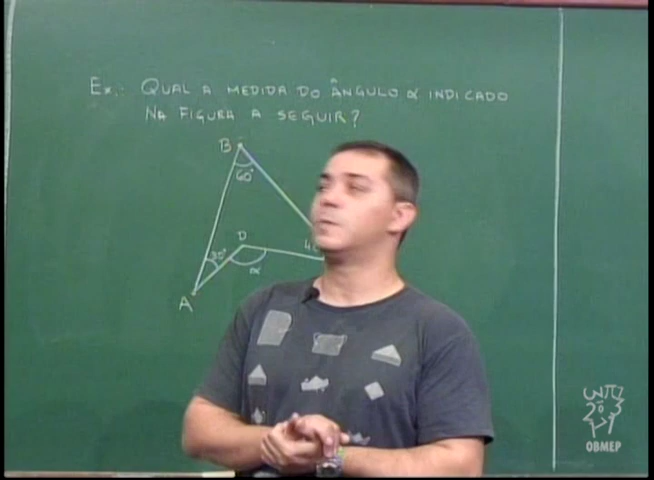 Ex.: QUAL A MEDIDA DO ÂNGULO α INDICADO
NA FIGURA A SEGUIR?
B
60°
D
30°
α
A
OBMEP